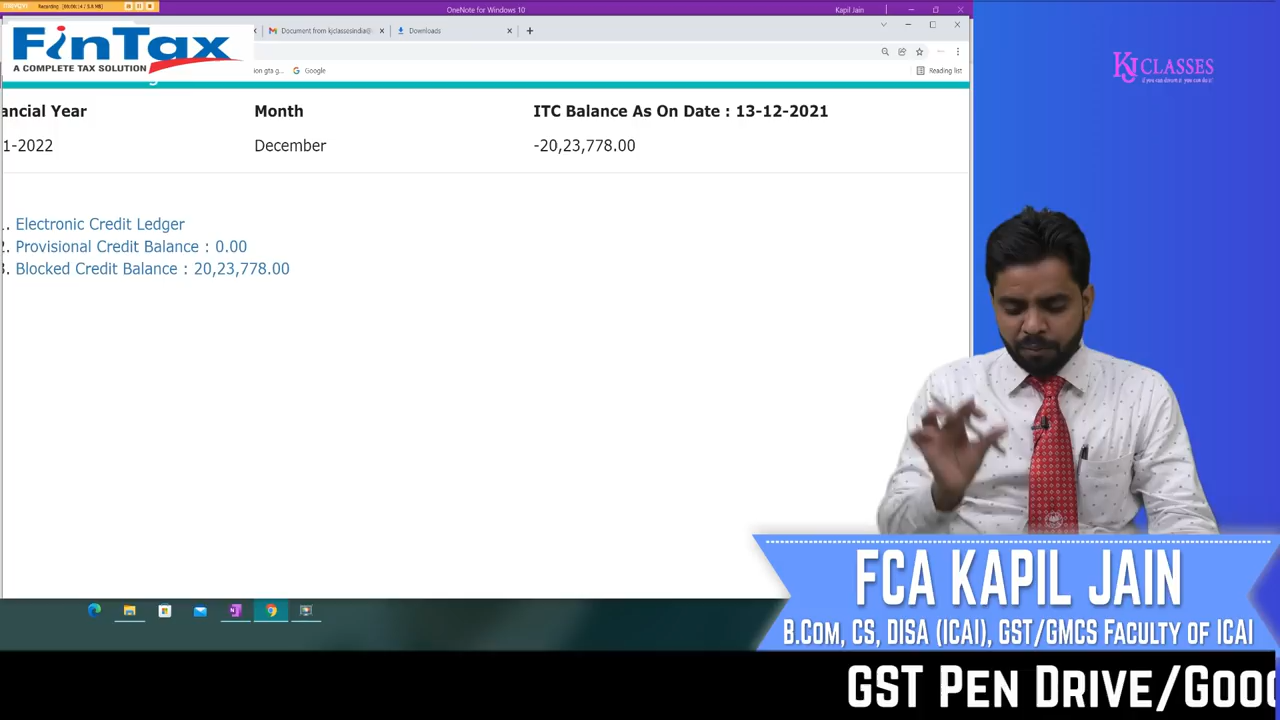 Recording
OneNote for Windows 10
Kapil Jain
FinTax
A COMPLETE TAX SOLUTION
Document from kjclassesindia@
Downloads
ion gta g...
Google
Reading list
KJ CLASSES
ancial Year
Month
ITC Balance As On Date : 13-12-2021
1-2022
December
-20,23,778.00
Electronic Credit Ledger
Provisional Credit Balance : 0.00
Blocked Credit Balance : 20,23,778.00
FCA KAPIL JAIN
B.Com, CS, DISA (ICAI), GST/GMCS Faculty of ICAI
GST Pen Drive/Goo